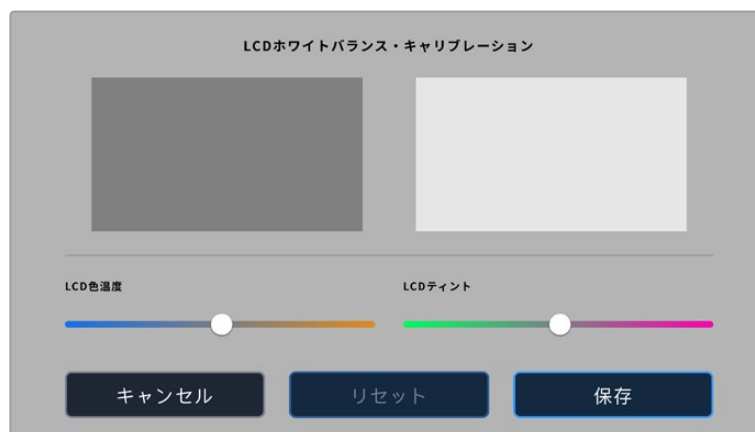 LCDホワイトバランス・キャリブレーション
LCD色温度
LCDティント
キャンセル
リセット
保存